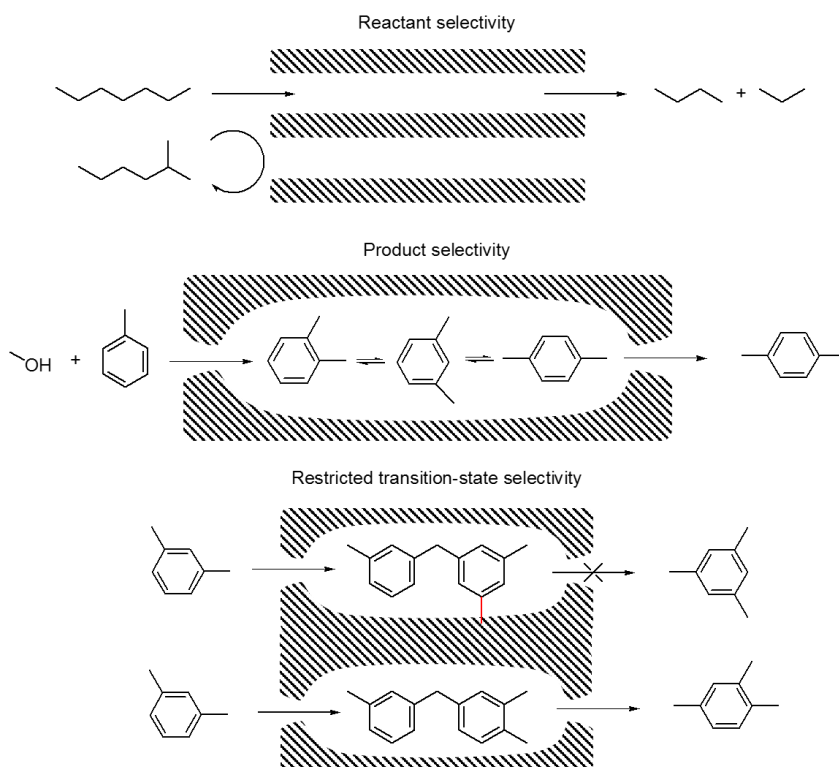 Reactant selectivity
+
Product selectivity
OH +
Restricted transition-state selectivity